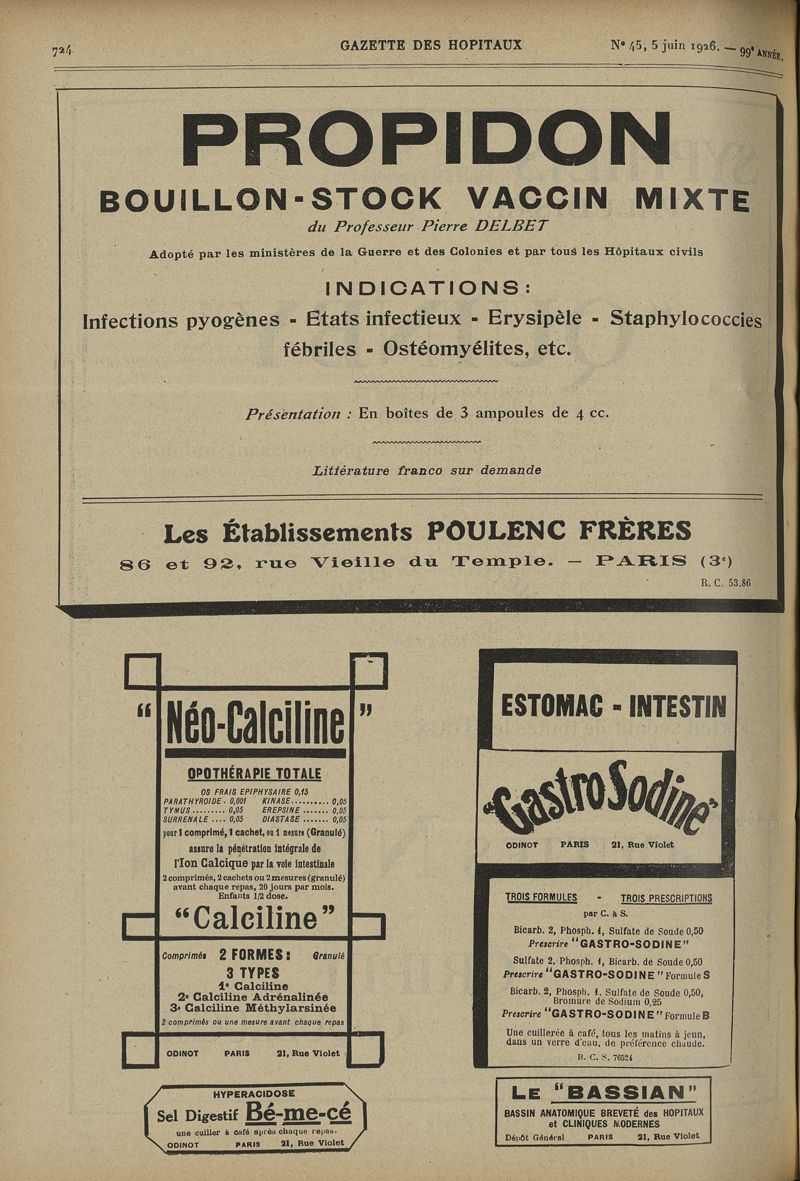 724
GAZETTE DES HOPITAUX
N° 45, 5 juin 1926. — 99e ANNÉE.
PROPIDON
BOUILLON-STOCK VACCIN MIXTE
du Professeur Pierre DELBET
Adopté par les ministères de la Guerre et des Colonies et par tous les Hôpitaux civils
INDICATIONS:
Infections pyogènes - Etats infectieux - Erysipèle - Staphylococcies
fébriles - Ostéomyélites, etc.
Présentation : En boîtes de 3 ampoules de 4 cc.
Littérature franco sur demande
Les Établissements POULENC FRÈRES
86 et 92, rue Vieille du Temple. — PARIS (3e)
R. C. 53.86
“Néo-Calciline”
OPOTHÉRAPIE TOTALE
OS FRAIS EPIPHYSAIRE 0,15
PARATHYROIDE . 0,001 KINASE.......... 0,05
TYMUS ......... 0,05 EREPSINE ....... 0,05
SURRENALE .... 0,05 DIASTASE ....... 0,05
pour 1 comprimé, 1 cachet, ou 1 mesure (Granulé)
assure la pénétration intégrale de
l'Ion Calcique par la voie intestinale
2 comprimés, 2 cachets ou 2 mesures (granulé)
avant chaque repas, 20 jours par mois.
Enfants 1/2 dose.
“Calciline”
Comprimés 2 FORMES: Granulé
3 TYPES
1° Calciline
2° Calciline Adrénalinée
3° Calciline Méthylarsinée
2 comprimés ou une mesure avant chaque repas
ODINOT PARIS 21, Rue Violet
HYPERACIDOSE
Sel Digestif Bé-me-cé
une cuiller à café après chaque repas.
ODINOT PARIS 21, Rue Violet
ESTOMAC - INTESTIN
“GastroSodine”
ODINOT PARIS 21, Rue Violet
TROIS FORMULES - TROIS PRESCRIPTIONS
par C. à S.
Bicarb. 2, Phosph. 1, Sulfate de Soude 0,50
Prescrire “GASTRO-SODINE”
Sulfate 2, Phosph. 1, Bicarb. de Soude 0,50
Prescrire “GASTRO-SODINE” Formule S
Bicarb. 2, Phosph. 1, Sulfate de Soude 0,50,
Bromure de Sodium 0,25
Prescrire “GASTRO-SODINE” Formule B
Une cuillerée à café, tous les matins à jeun,
dans un verre d'eau, de préférence chaude.
R. C. S. 76524
LE “BASSIAN”
BASSIN ANATOMIQUE BREVETÉ des HOPITAUX
et CLINIQUES MODERNES
Dépôt Général PARIS 21, Rue Violet